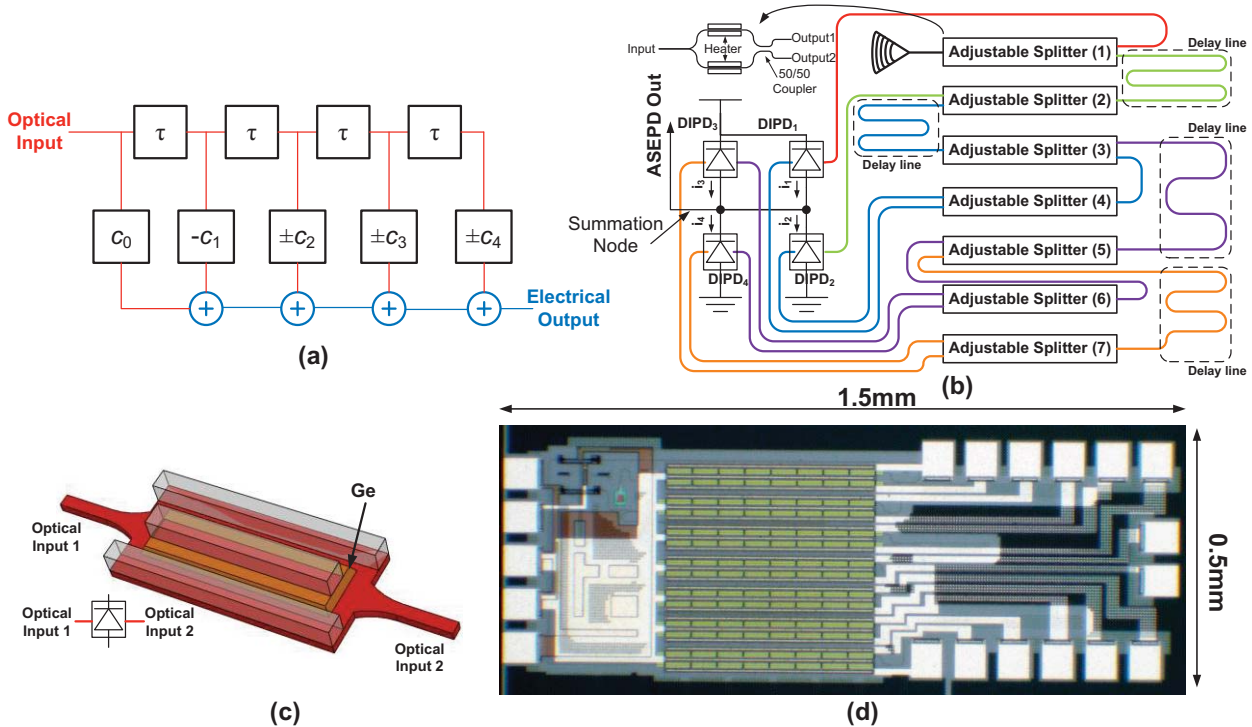 Optical
Input
τ
τ
τ
τ
c0
-c1
±c2
±c3
±c4
+
+
+
+
Electrical
Output
(a)
Input
Heater
Output1
Output2
50/50
Coupler
ASEPD Out
DIPD3
DIPD1
i3
i1
i4
i2
Summation
Node
DIPD4
DIPD2
Adjustable Splitter (1)
Adjustable Splitter (2)
Adjustable Splitter (3)
Adjustable Splitter (4)
Adjustable Splitter (5)
Adjustable Splitter (6)
Adjustable Splitter (7)
Delay line
Delay line
Delay line
Delay line
(b)
Ge
Optical
Input 1
Optical
Input 1
Optical
Input 2
Optical
Input 2
(c)
1.5mm
0.5mm
(d)